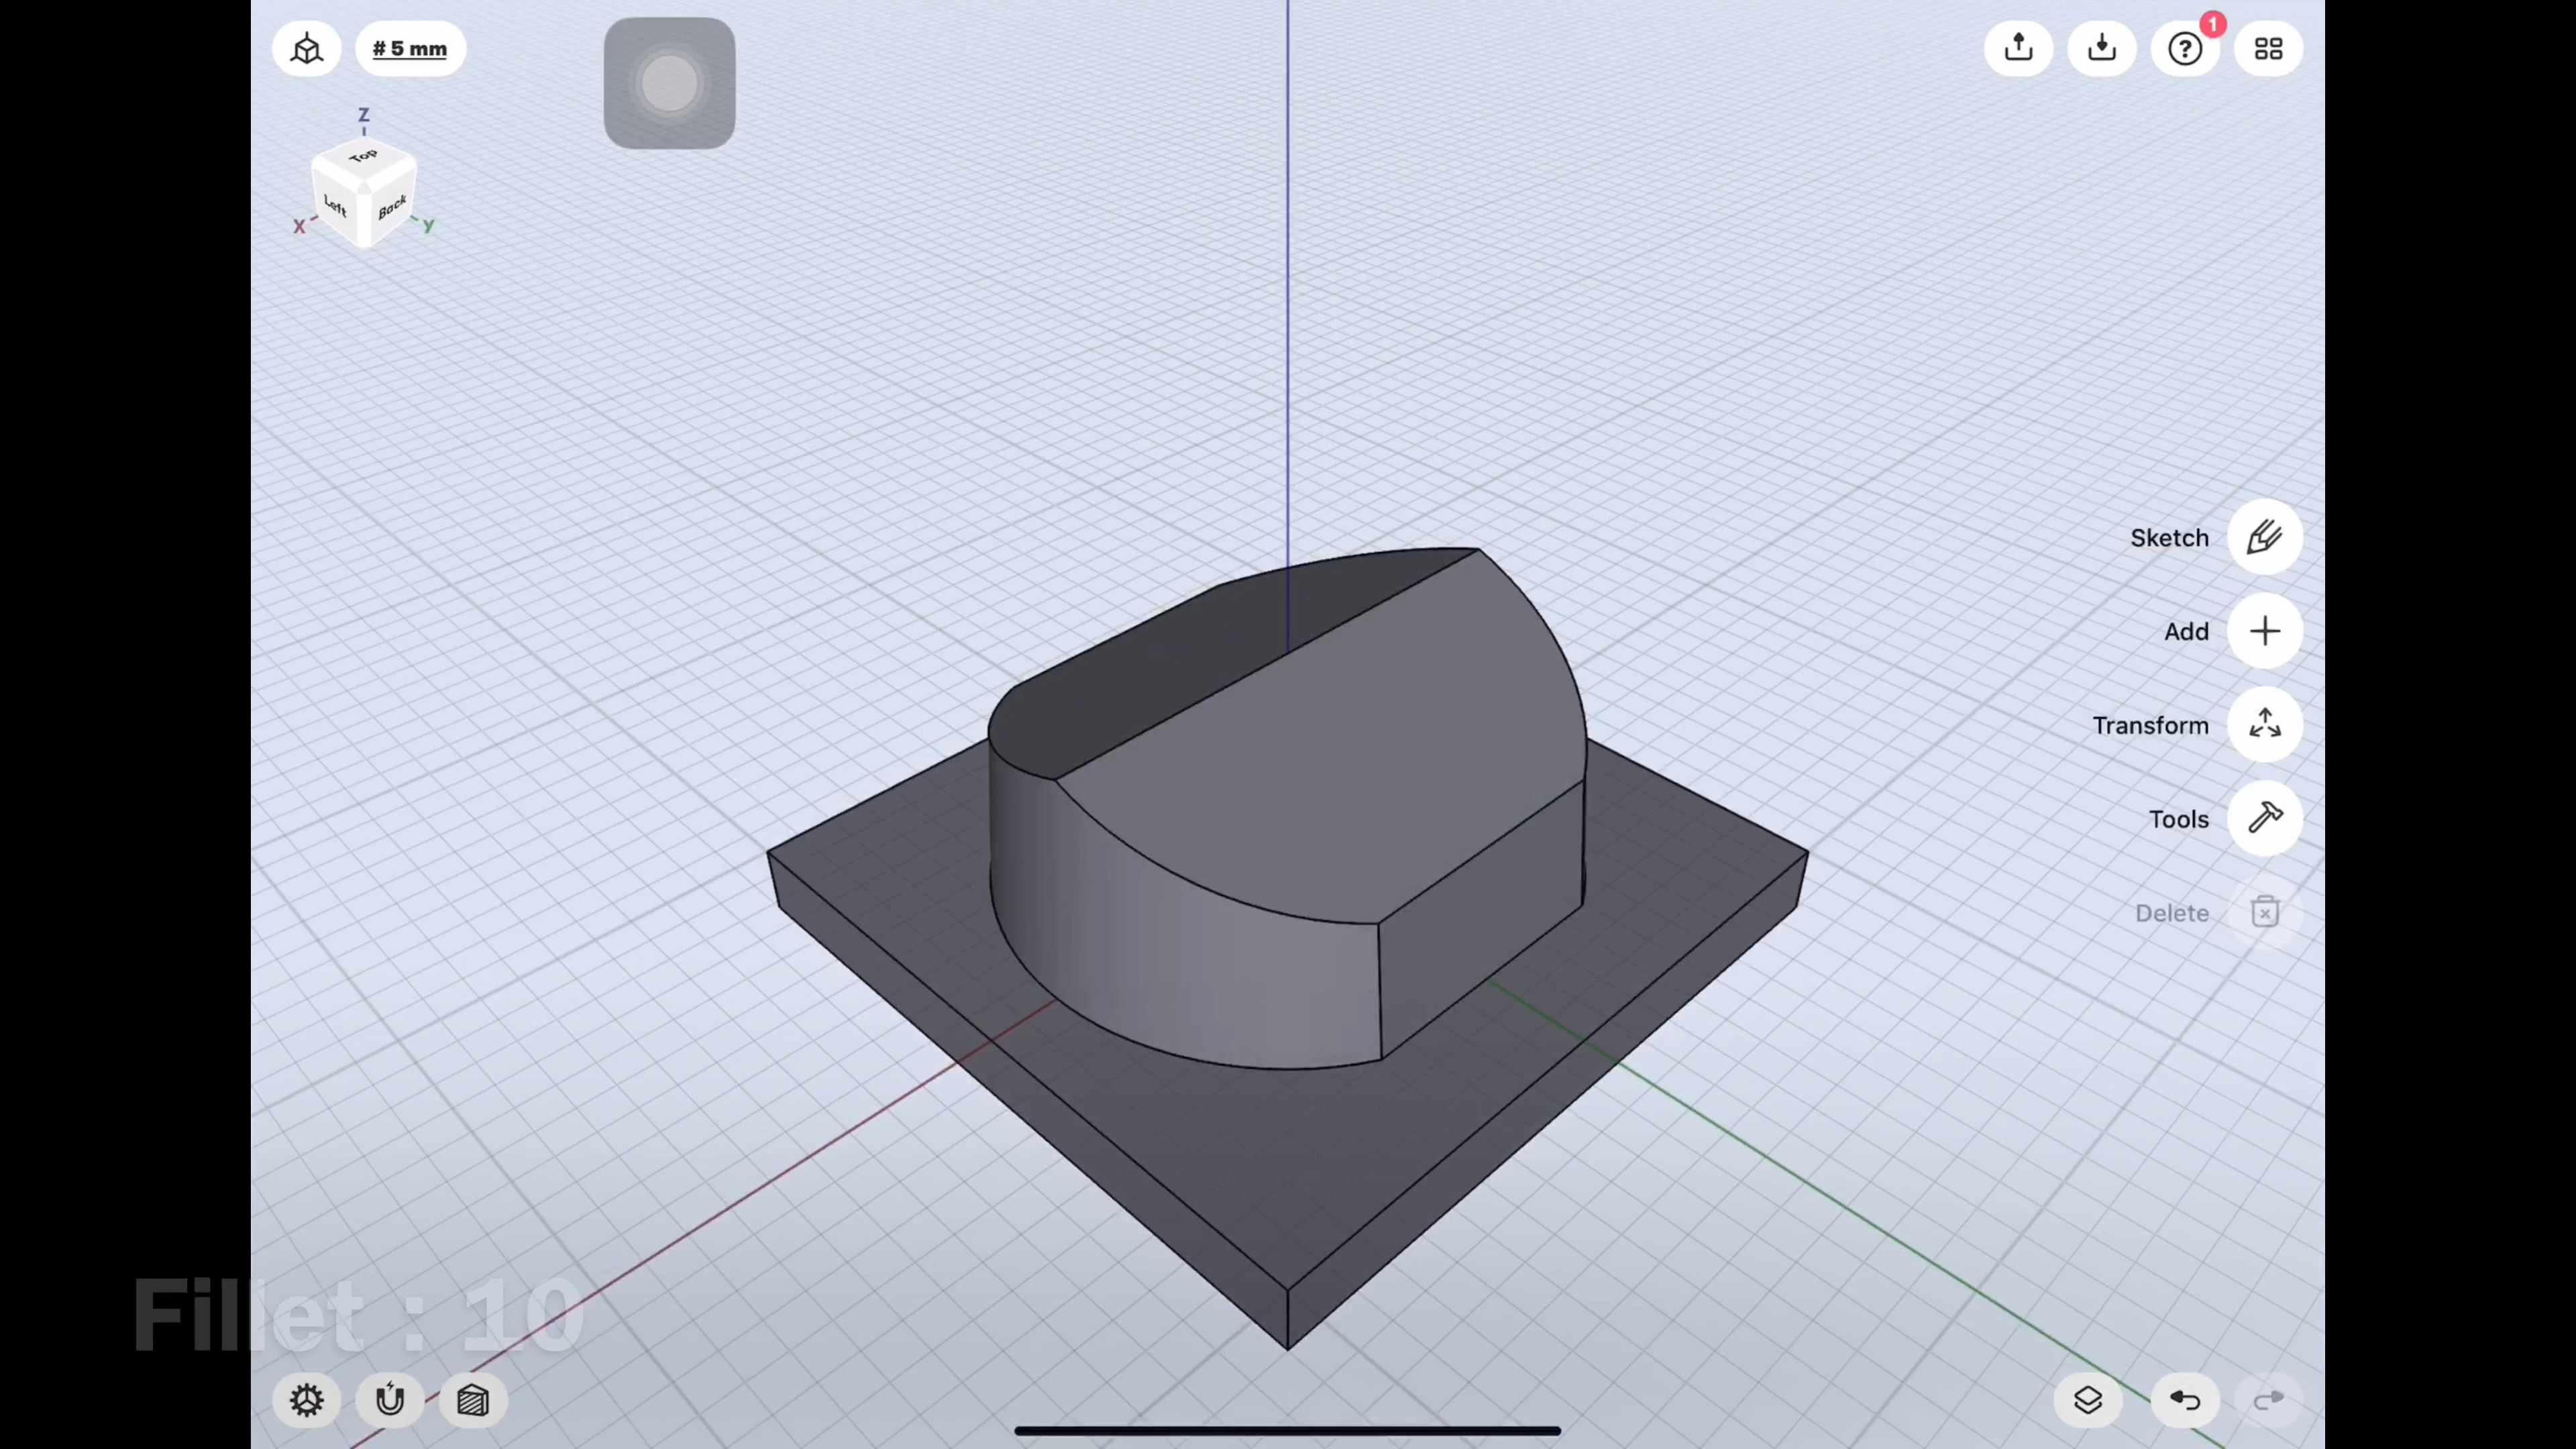 # 5 mm
1
Z
Top
Left
Back
X
Y
Sketch
Add
Transform
Tools
Delete
Fillet : 10